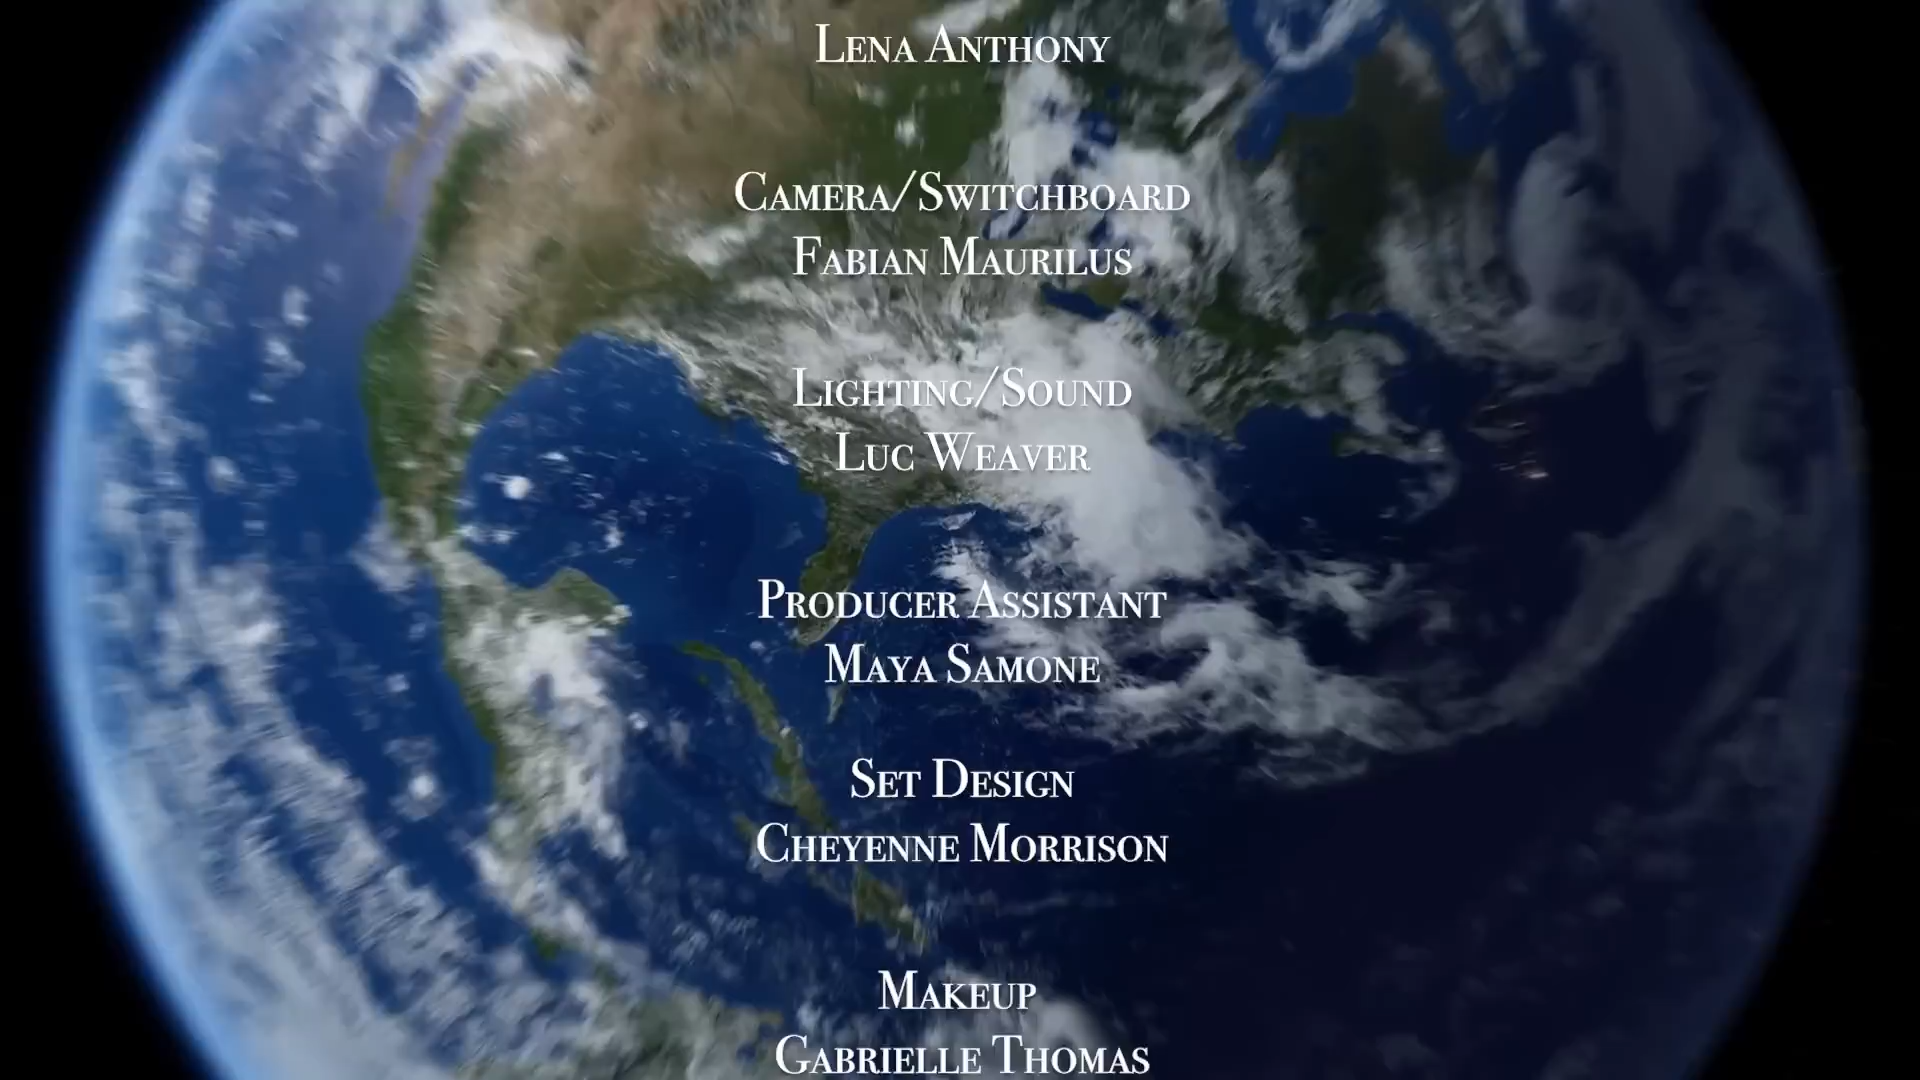 Lena Anthony
Camera/Switchboard
Fabian Maurilus
Lighting/Sound
Luc Weaver
Producer Assistant
Maya Samone
Set Design
Cheyenne Morrison
Makeup
Gabrielle Thomas